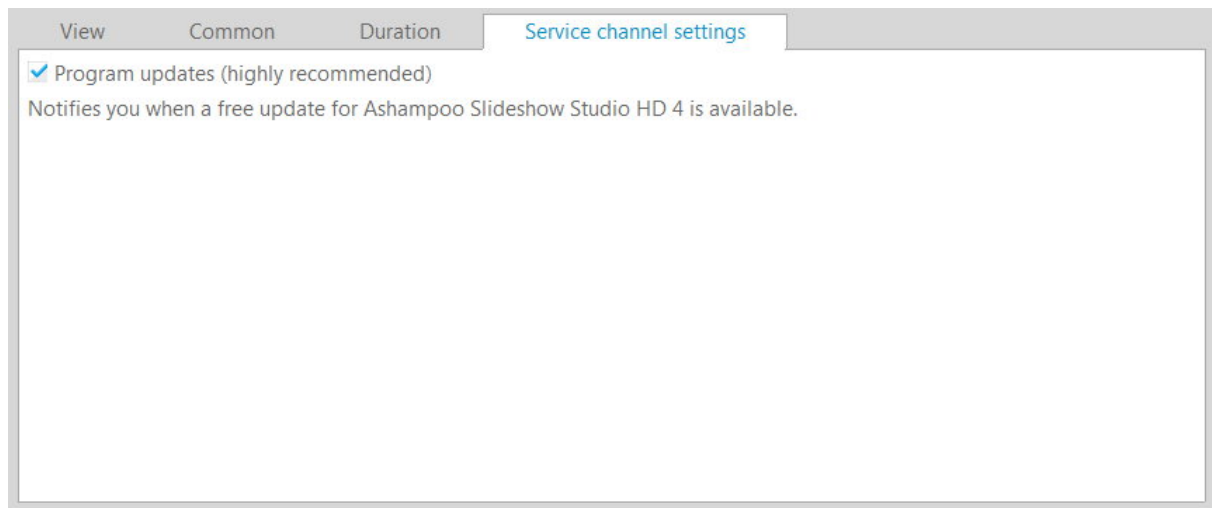 View Common Duration Service channel settings
Program updates (highly recommended)
Notifies you when a free update for Ashampoo Slideshow Studio HD 4 is available.